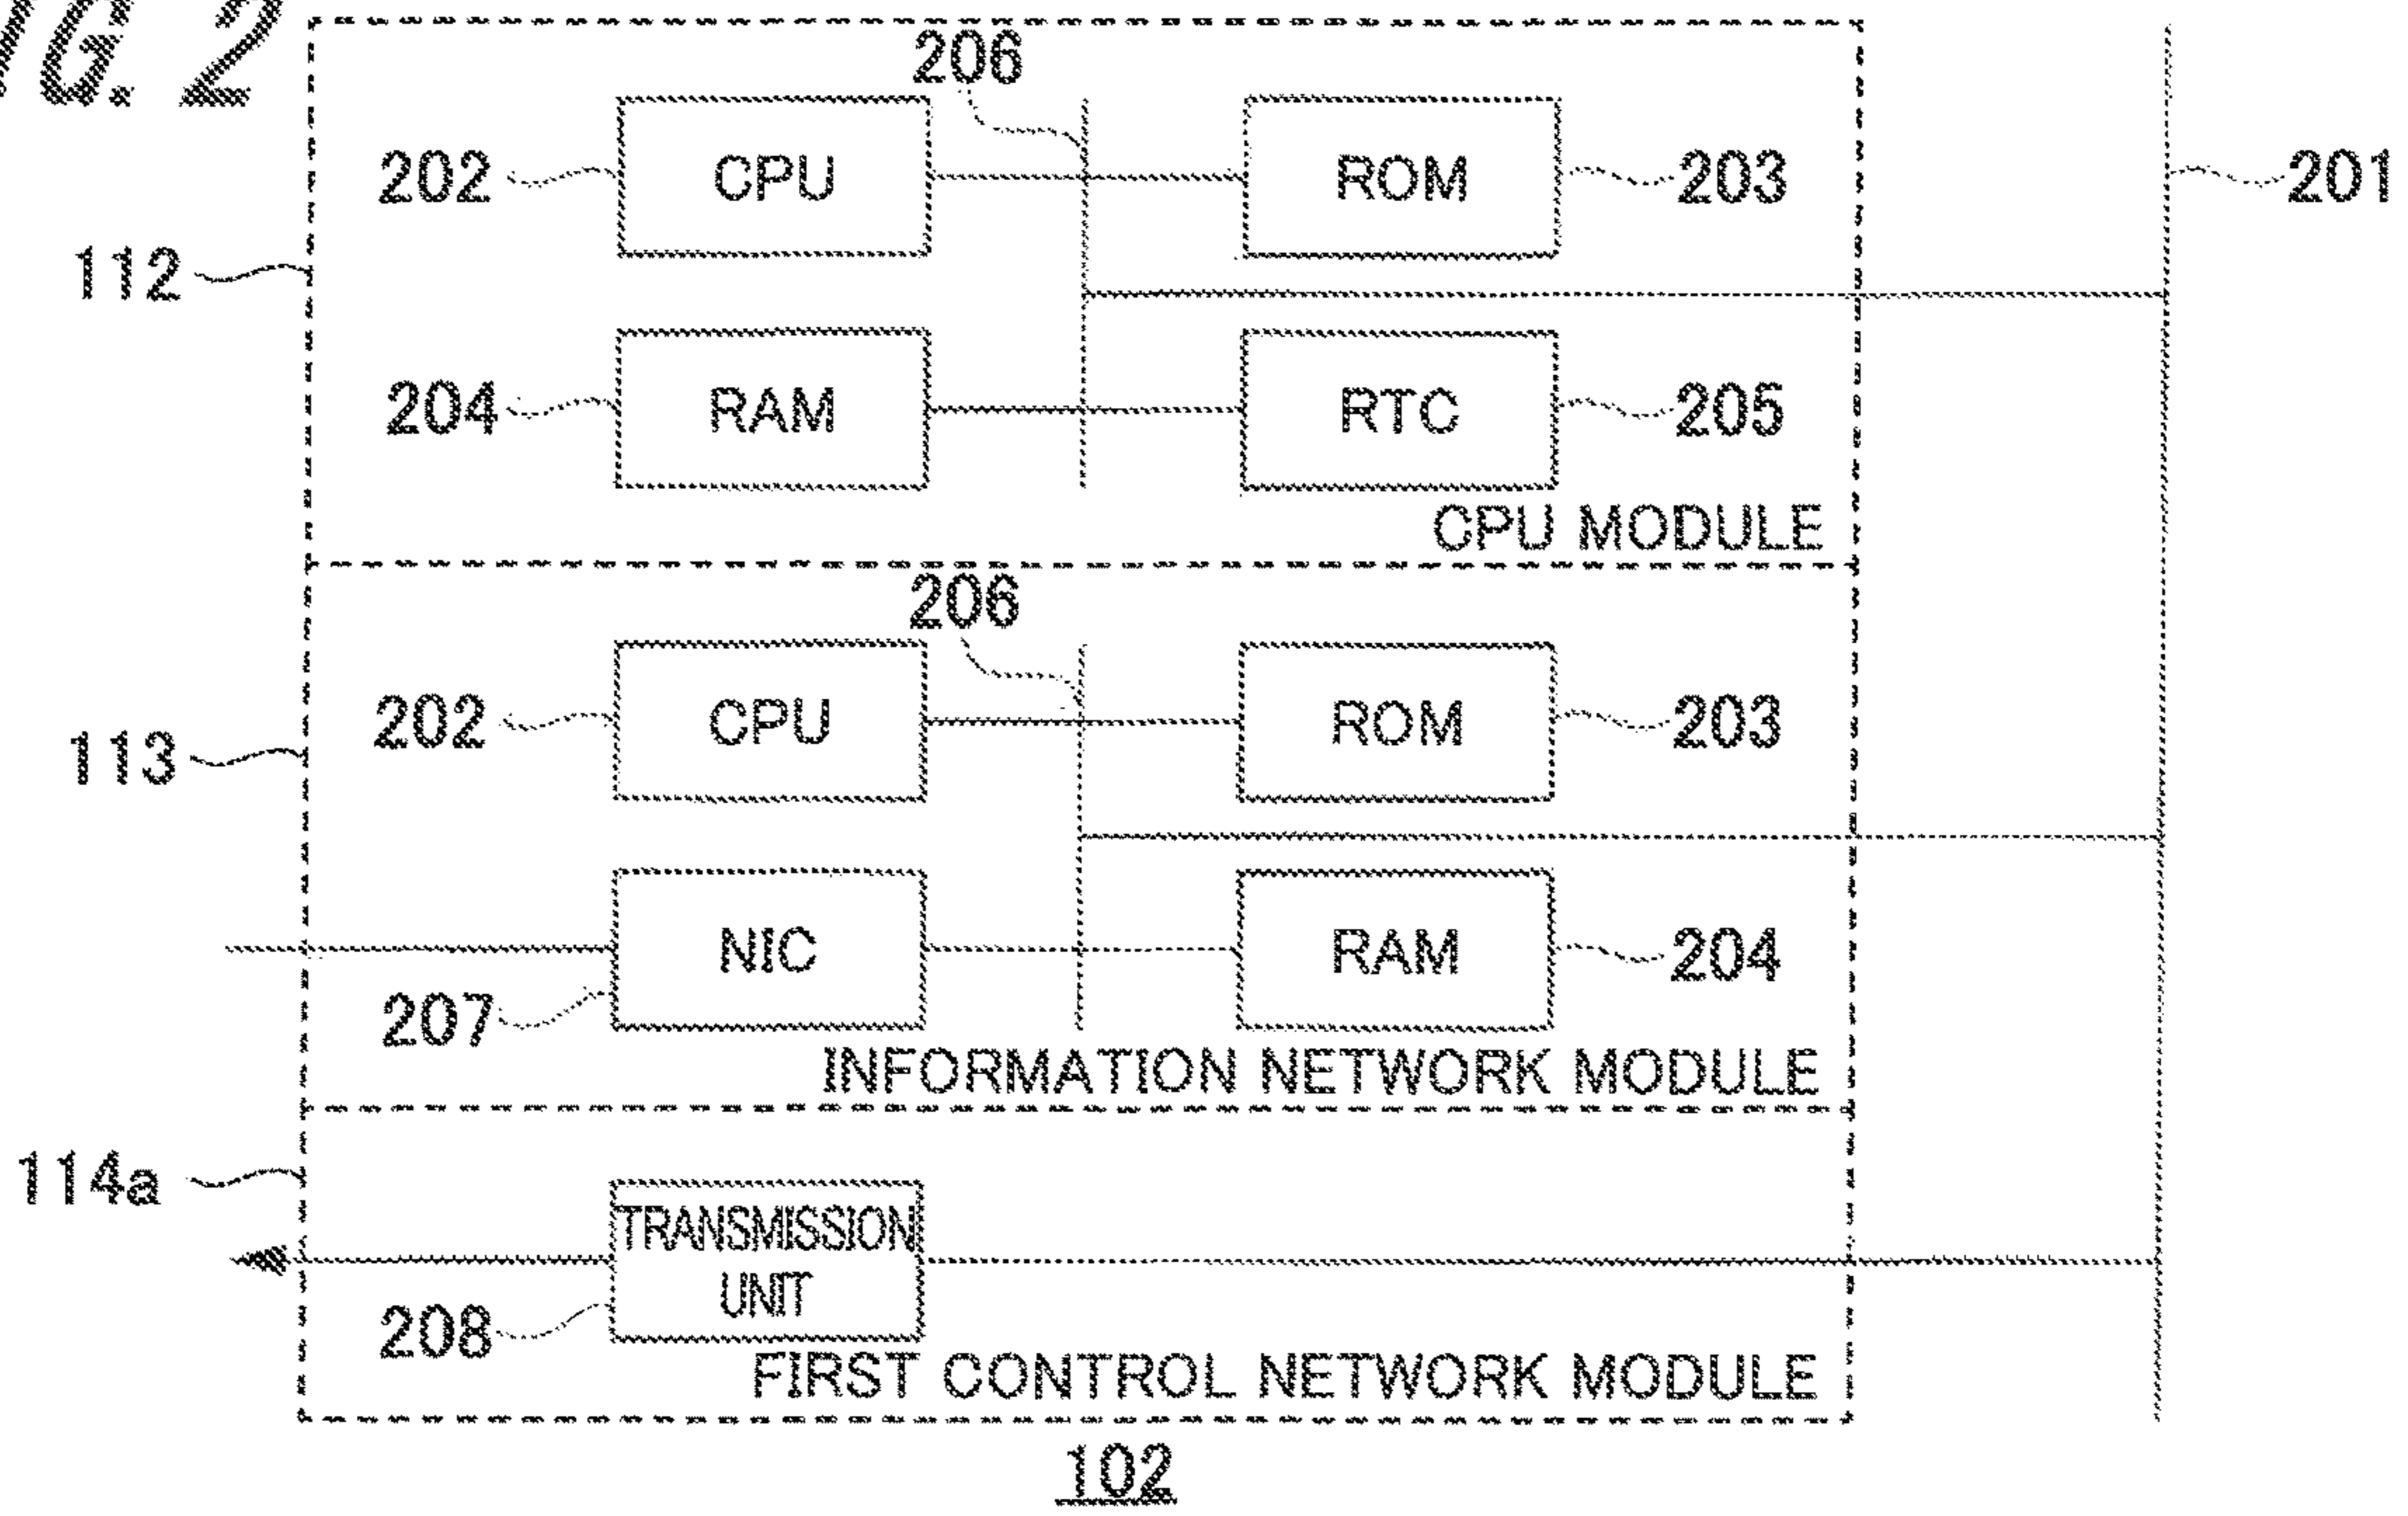 FIG. 2
206
202 CPU ROM 203 201
112
204 RAM RTC 205
CPU MODULE
206
202 CPU ROM 203
113
NIC RAM 204
207
INFORMATION NETWORK MODULE
114a
TRANSMISSION
UNIT
208
FIRST CONTROL NETWORK MODULE
102